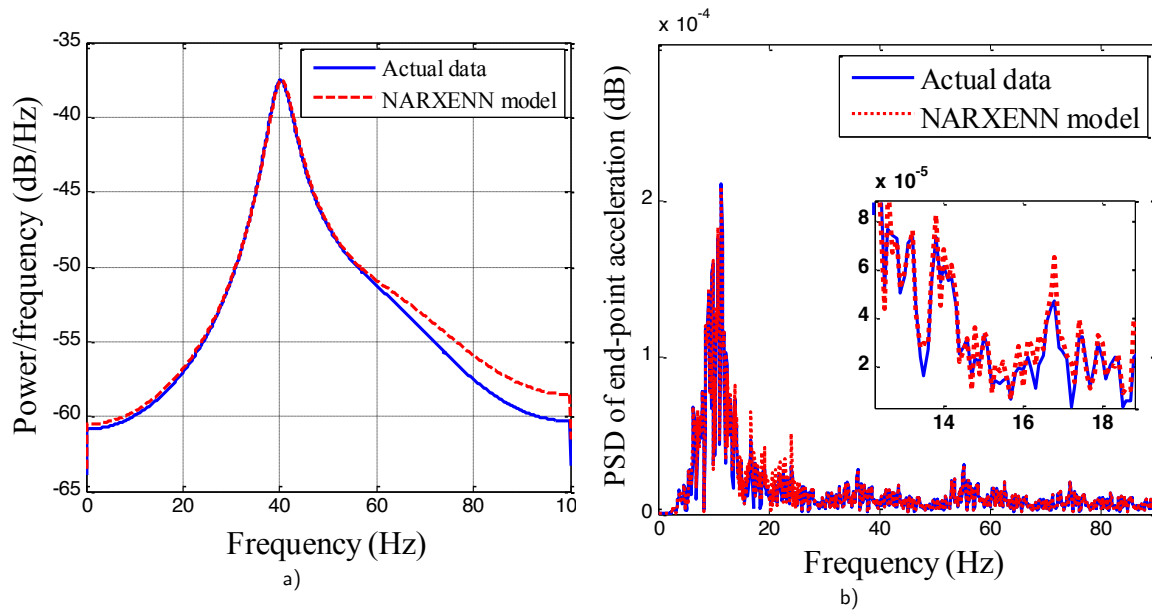 -35
-40
-45
-50
-55
-60
-65
0
20
40
60
80
10
Power/frequency (dB/Hz)
Frequency (Hz)
Actual data
NARXENN model
a)
x 10
-4
2
1
0
0
20
40
60
80
PSD of end-point acceleration (dB)
Frequency (Hz)
Actual data
NARXENN model
x 10
-5
8
6
4
2
14
16
18
b)